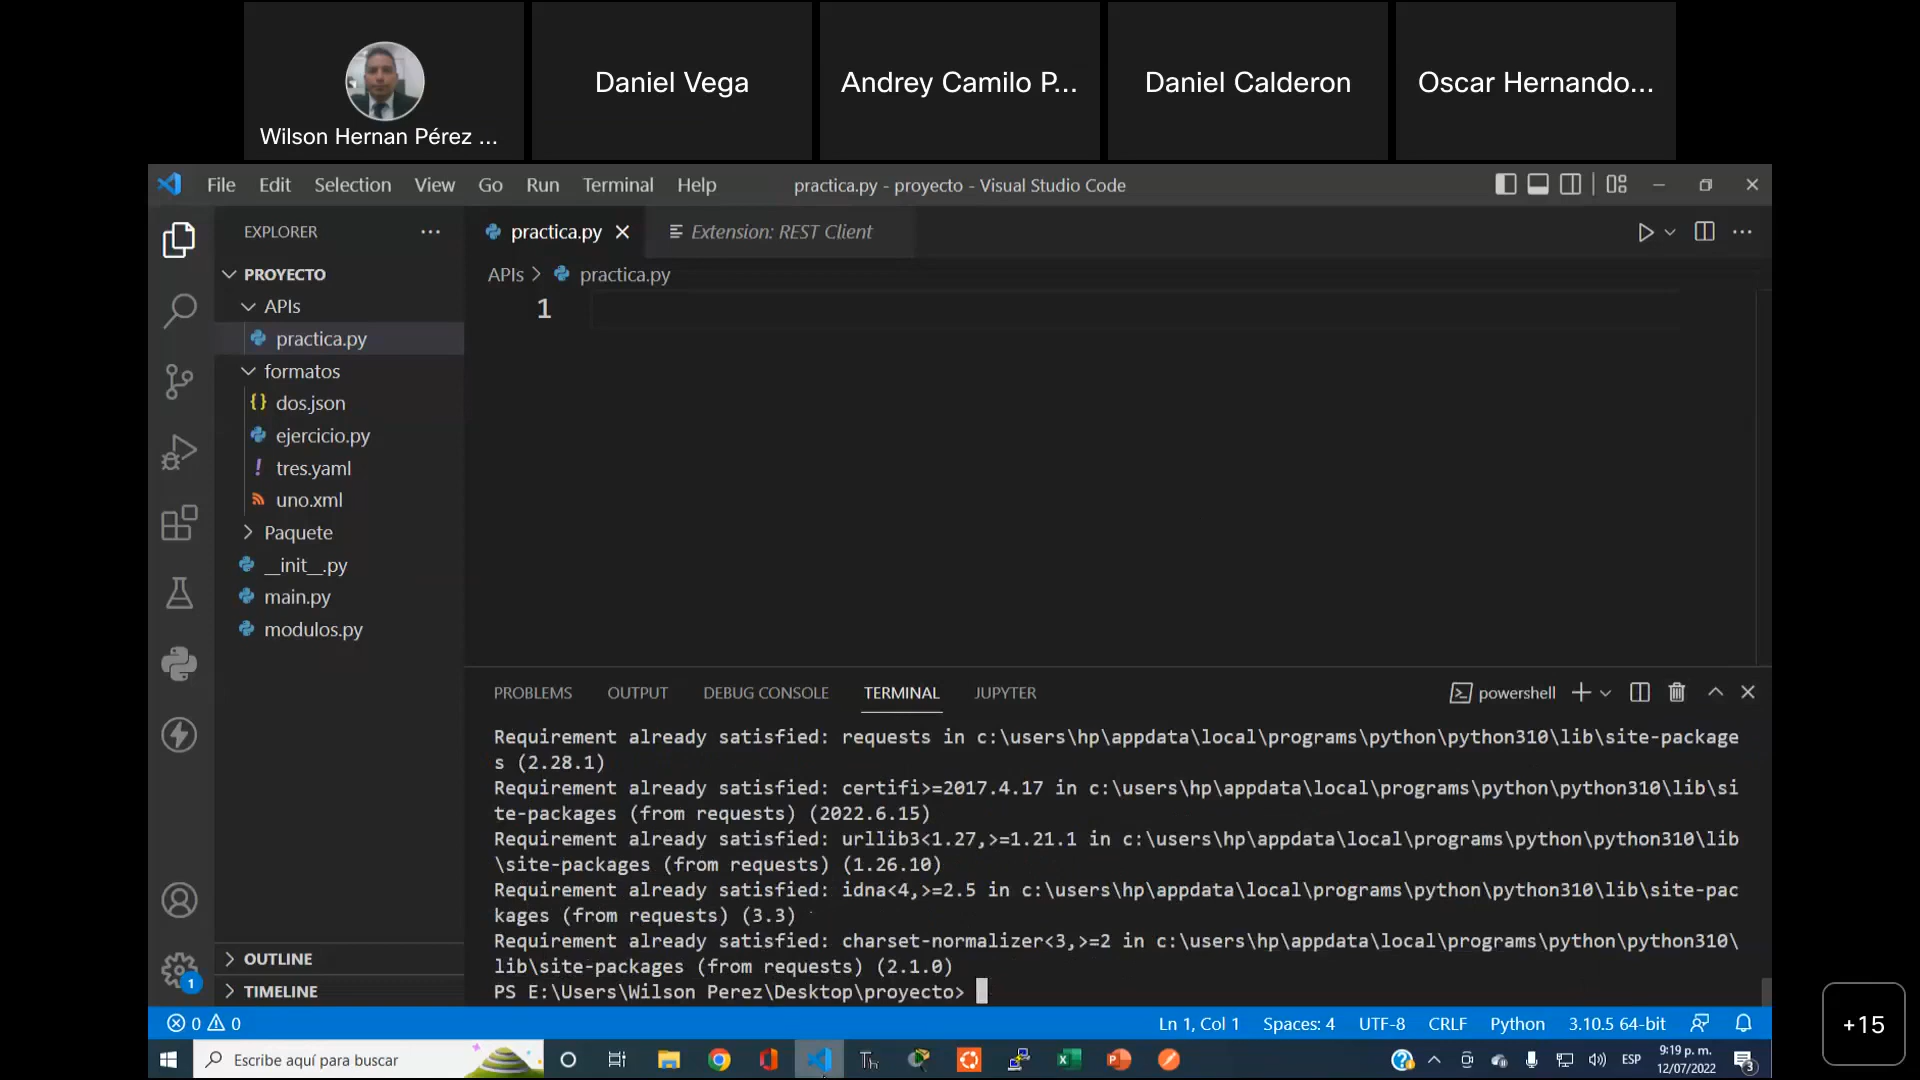 Wilson Hernan Pérez ...
Daniel Vega
Andrey Camilo P...
Daniel Calderon
Oscar Hernando...
File Edit Selection View Go Run Terminal Help
practica.py - proyecto - Visual Studio Code
EXPLORER
practica.py
Extension: REST Client
PROYECTO
APIs
practica.py
formatos
dos.json
ejercicio.py
tres.yaml
uno.xml
Paquete
__init__.py
main.py
modulos.py
OUTLINE
TIMELINE
APIs > practica.py
1
PROBLEMS OUTPUT DEBUG CONSOLE TERMINAL JUPYTER
powershell
Requirement already satisfied: requests in c:\users\hp\appdata\local\programs\python\python310\lib\site-package
s (2.28.1)
Requirement already satisfied: certifi>=2017.4.17 in c:\users\hp\appdata\local\programs\python\python310\lib\si
te-packages (from requests) (2022.6.15)
Requirement already satisfied: urllib3<1.27,>=1.21.1 in c:\users\hp\appdata\local\programs\python\python310\lib
\site-packages (from requests) (1.26.10)
Requirement already satisfied: idna<4,>=2.5 in c:\users\hp\appdata\local\programs\python\python310\lib\site-pac
kages (from requests) (3.3)
Requirement already satisfied: charset-normalizer<3,>=2 in c:\users\hp\appdata\local\programs\python\python310\
lib\site-packages (from requests) (2.1.0)
PS E:\Users\Wilson Perez\Desktop\proyecto>
1
0 0
Ln 1, Col 1 Spaces: 4 UTF-8 CRLF Python 3.10.5 64-bit
+15
Escribe aquí para buscar
ESP
9:19 p. m.
12/07/2022
3